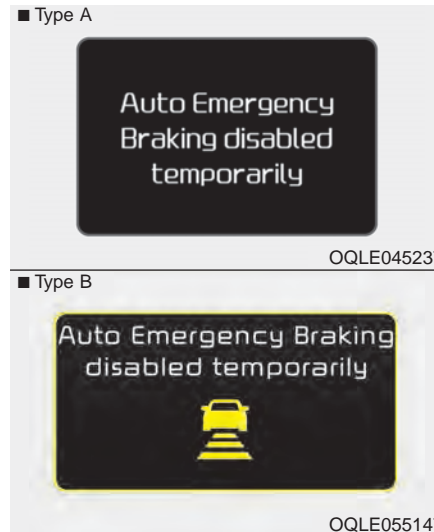 ■ Type A
Auto Emergency
Braking disabled
temporarily
OQLE04523
■ Type B
Auto Emergency Braking
disabled temporarily
OQLE05514